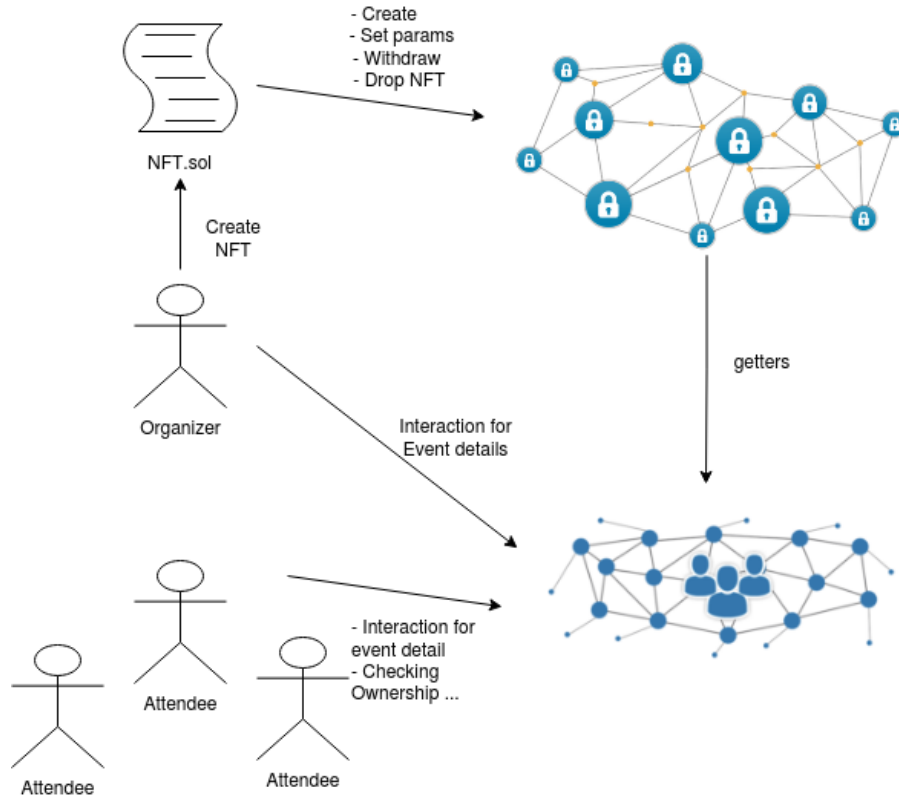 - Create
- Set params
- Withdraw
- Drop NFT
NFT.sol
Create
NFT
Organizer
Interaction for
Event details
getters
- Interaction for
event detail
- Checking
Ownership ...
Attendee
Attendee
Attendee